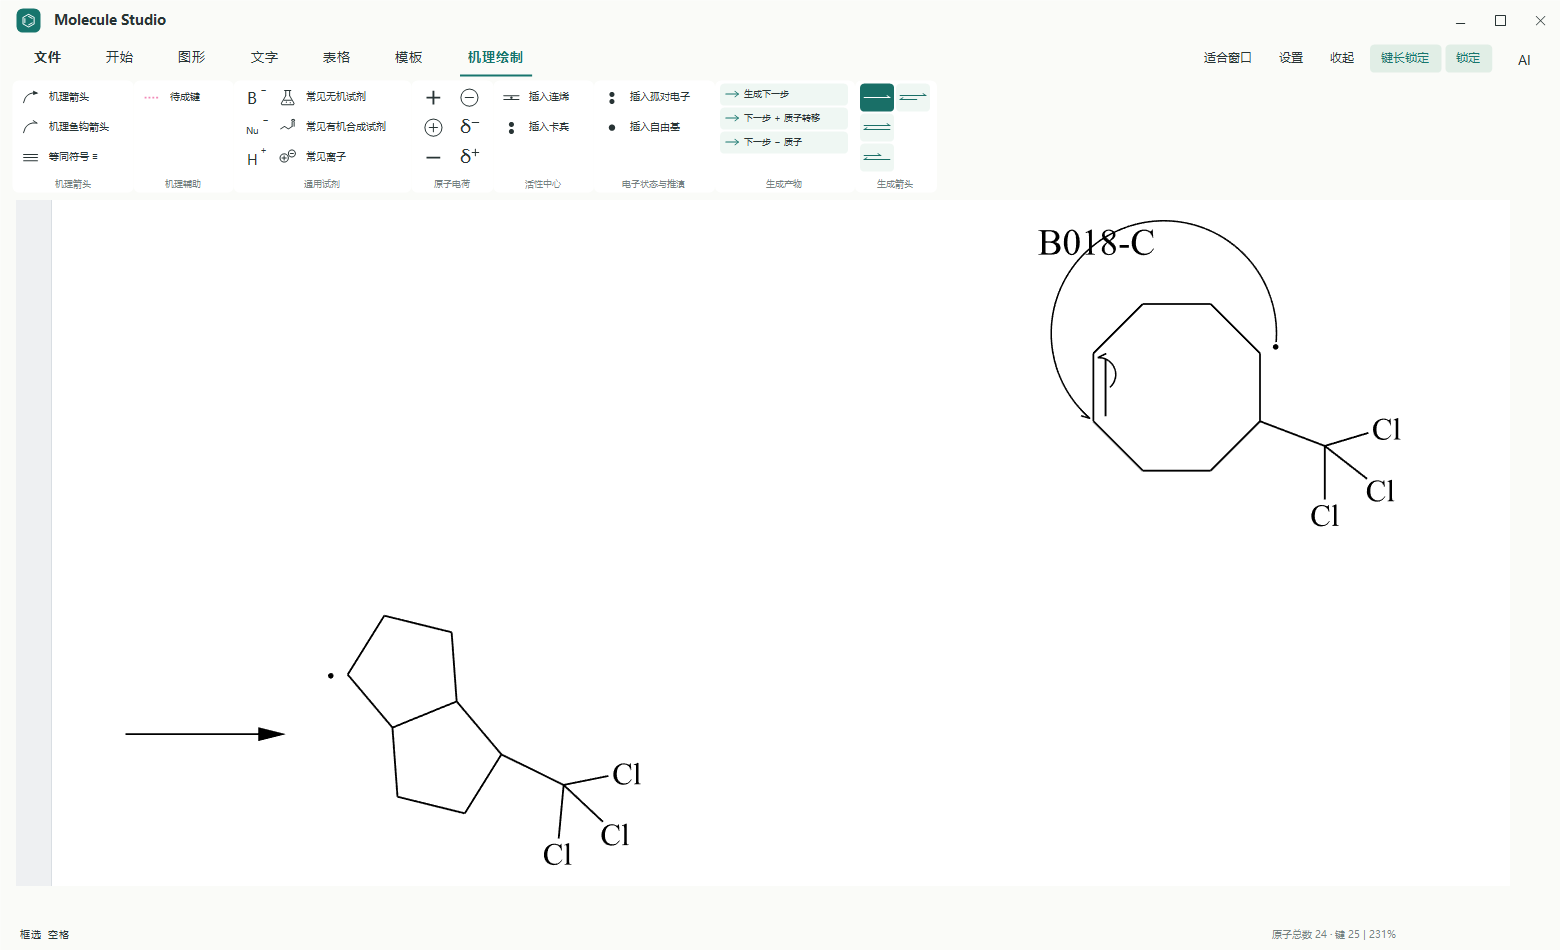 Molecule Studio
文件 开始 图形 文字 表格 模板 机理绘制 适合窗口 设置 收起 键长锁定 锁定 AI
机理箭头
机理鱼钩箭头
等同符号 ≡
机理箭头
待成键
机理辅助
B⁻ 常见无机试剂
Nu⁻ 常见有机合成试剂
H⁺ 常见离子
通用试剂
+ ⊖
⊕ δ⁻
− δ⁺
原子电荷
插入连烯
插入卡宾
活性中心
插入孤对电子
插入自由基
电子状态与推演
生成下一步
下一步 + 质子转移
下一步 − 质子
生成产物
生成箭头
B018-C
Cl
Cl
Cl
Cl
Cl
Cl
框选 空格
原子总数 24 · 键 25 | 231%